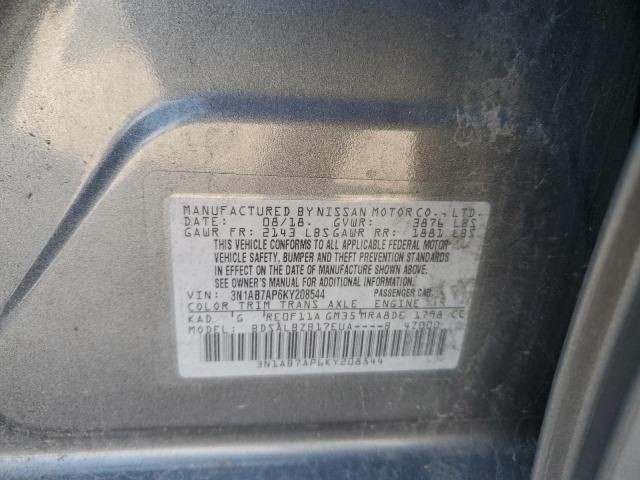 MANUFACTURED BY NISSAN MOTOR CO., LTD.
DATE: 08/18. GVWR: 3876 LBS
GAWR FR: 2143 LBS GAWR RR: 1881 LBS
THIS VEHICLE CONFORMS TO ALL APPLICABLE FEDERAL MOTOR
VEHICLE SAFETY, BUMPER AND THEFT PREVENTION STANDARDS
IN EFFECT ON THE DATE OF MANUFACTURE SHOWN ABOVE.
SEE OWNER'S MANUAL FOR ADDITIONAL INFORMATION.
VIN: 3N1AB7AP6KY208544 PASSENGER CAR
COLOR TRIM TRANS AXLE ENGINE
KAD G RE0F11A GM35 MRA8DE 1798 CC
MODEL: BDSALBZB17EUA----B 47000
3N1AB7AP6KY208544